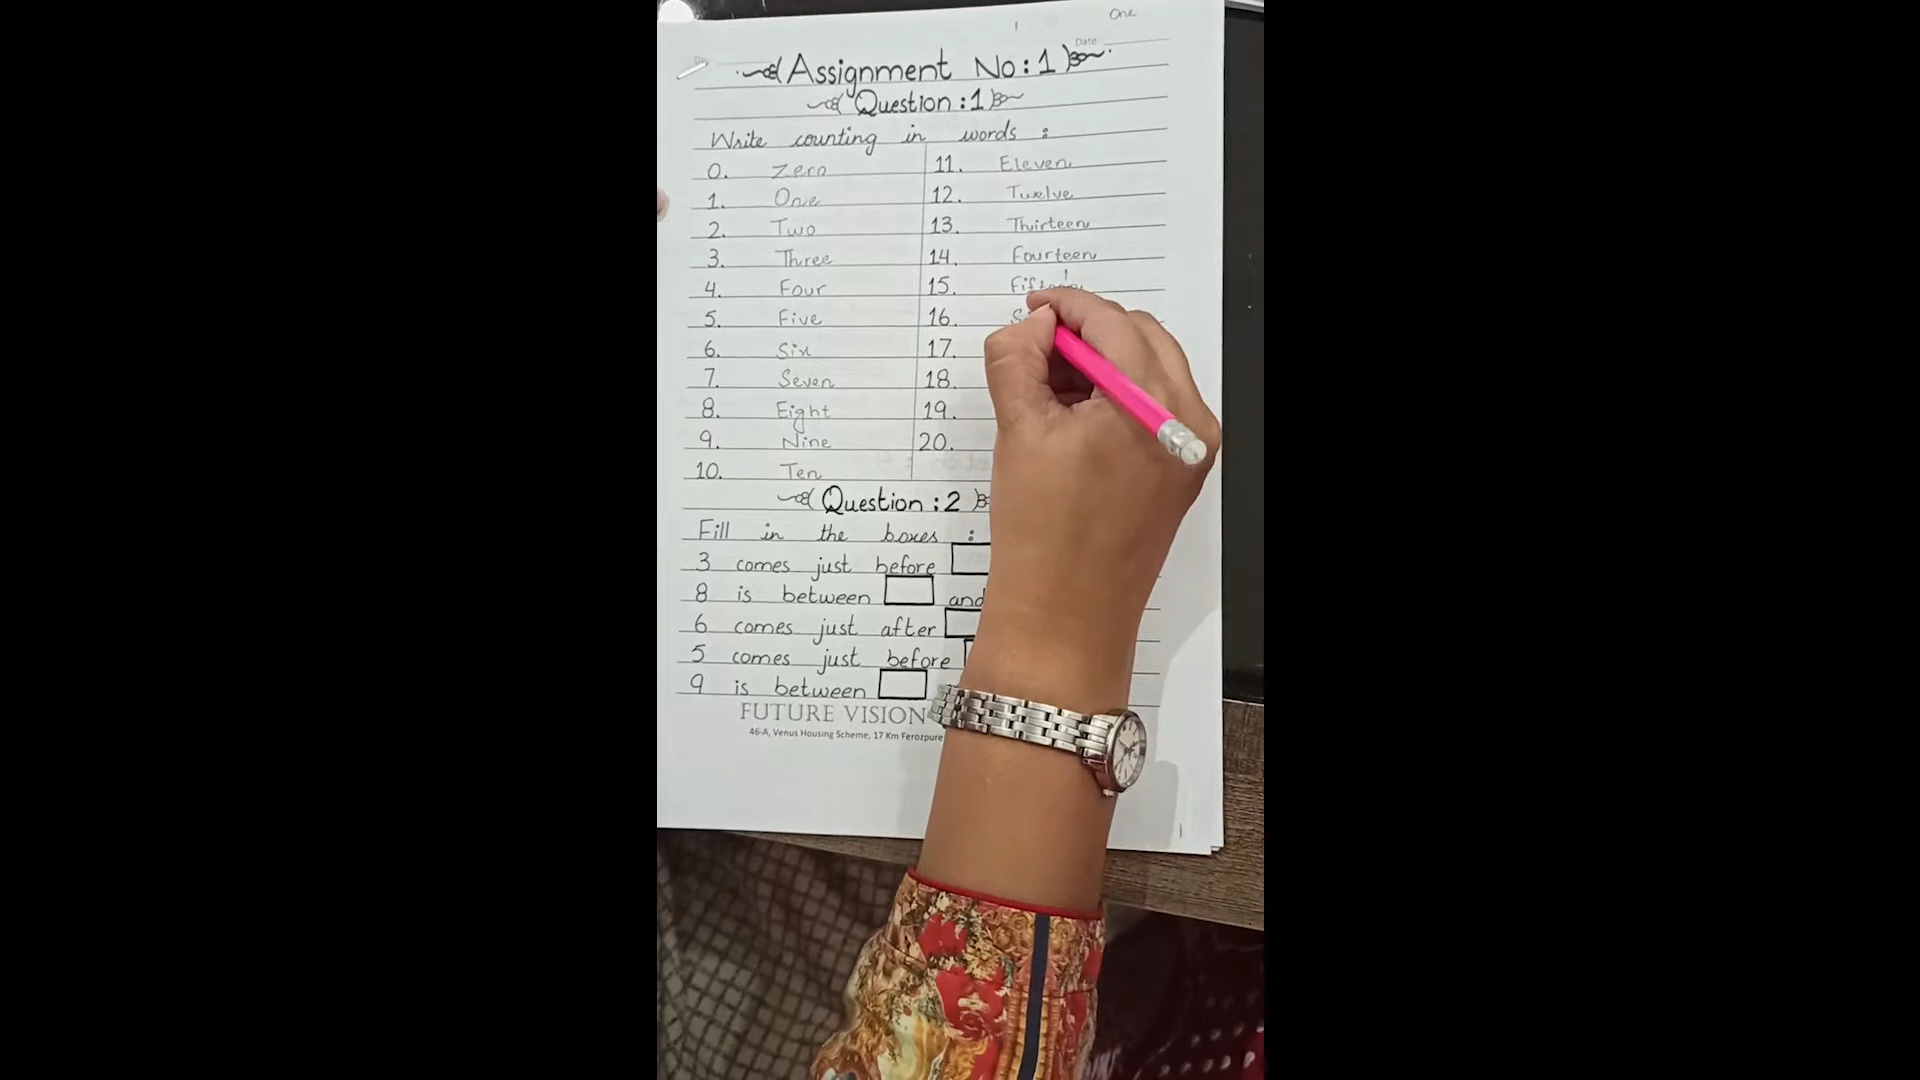 One
Date
Assignment No:1
Question:1
Write counting in words :
0. Zero
1. One
2. Two
3. Three
4. Four
5. Five
6. Six
7. Seven
8. Eight
9. Nine
10. Ten
11. Eleven
12. Twelve
13. Thirteen
14. Fourteen
15. Fifteen
16.
17.
18.
19.
20.
Question:2
Fill in the boxes :
3 comes just before
8 is between and
6 comes just after
5 comes just before
9 is between
FUTURE VISION
46-A, Venus Housing Scheme, 17 Km Ferozpure